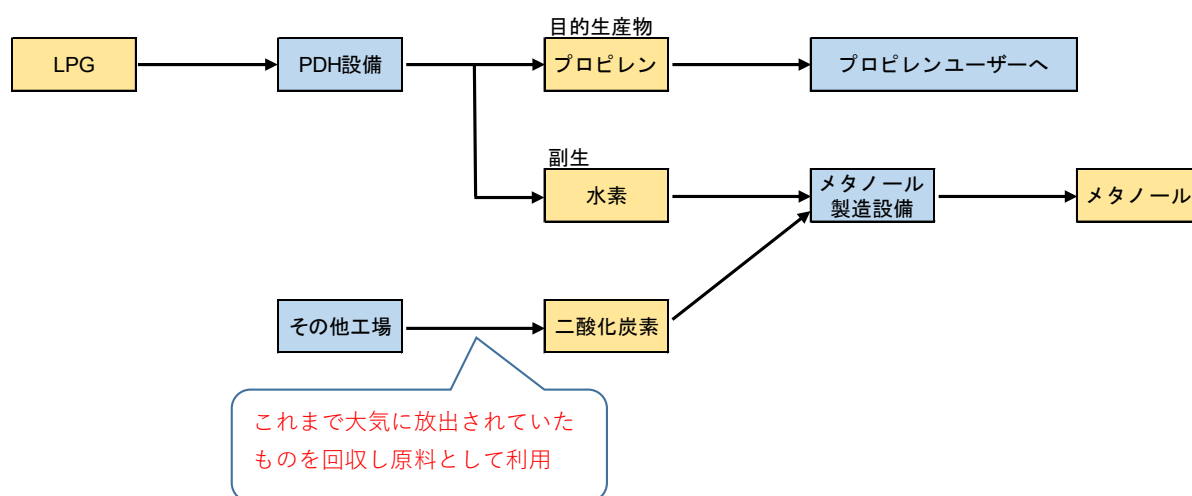 目的生産物
LPG
PDH設備
プロピレン
プロピレンユーザーへ
副生
水素
メタノール
製造設備
メタノール
その他工場
二酸化炭素
これまで大気に放出されていた
ものを回収し原料として利用